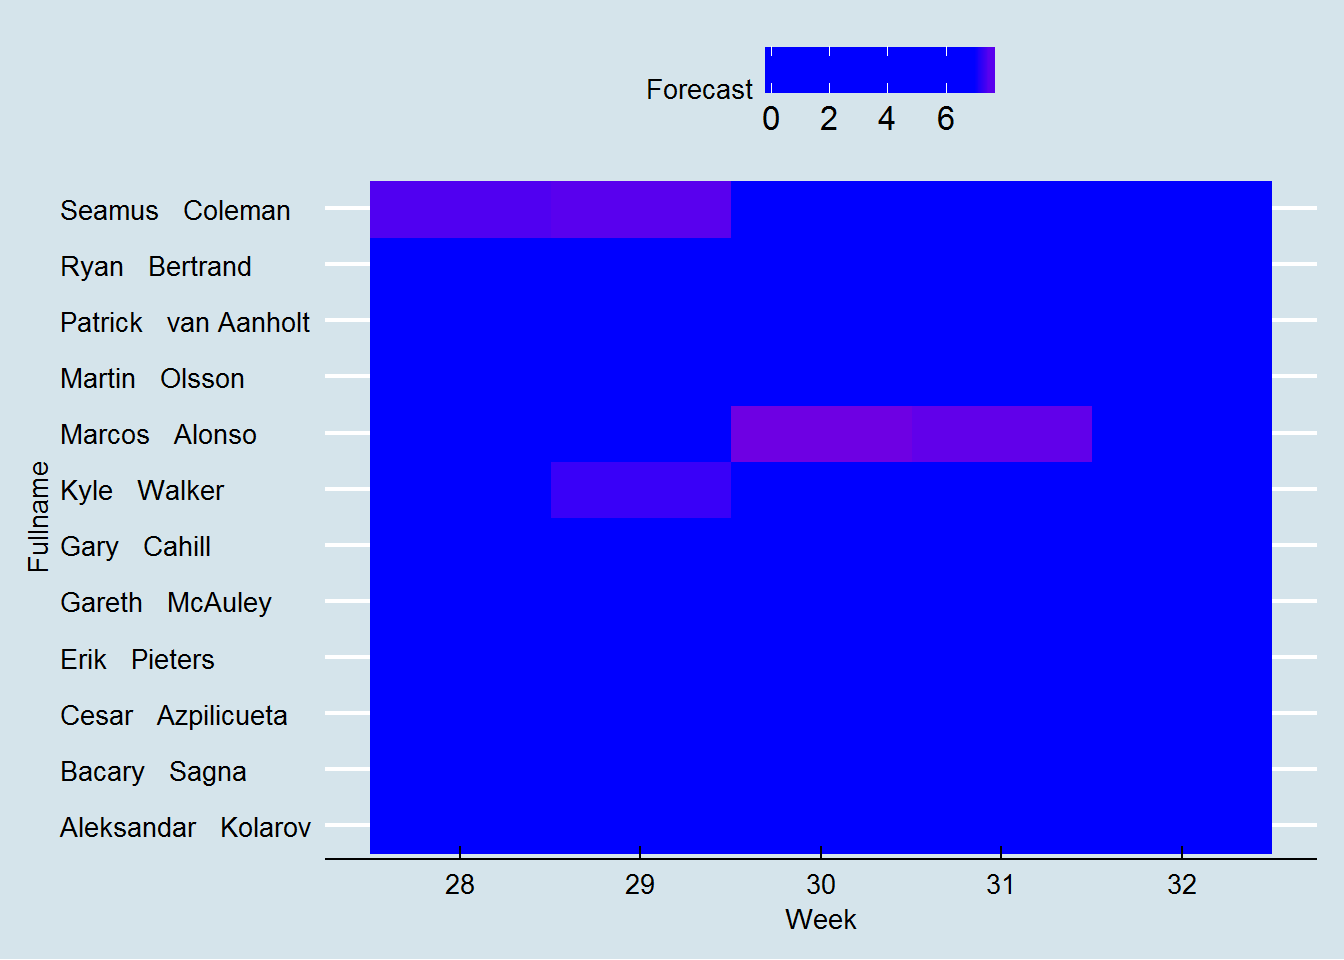 Forecast
0 2 4 6
Seamus Coleman
Ryan Bertrand
Patrick van Aanholt
Martin Olsson
Marcos Alonso
Kyle Walker
Gary Cahill
Gareth McAuley
Erik Pieters
Cesar Azpilicueta
Bacary Sagna
Aleksandar Kolarov
Fullname
28 29 30 31 32
Week